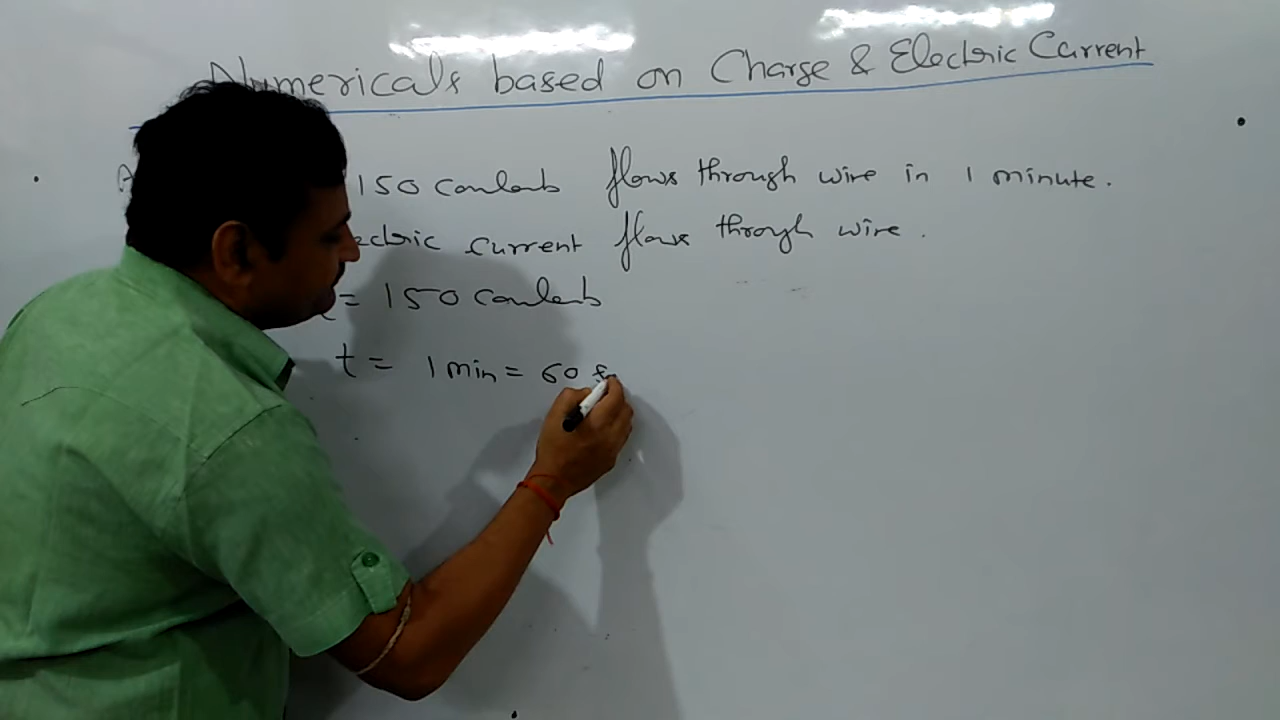 Numericals based on Charge & Electric Current
A 150 Coulomb flows through wire in 1 minute.
ectric current flows through wire.
= 150 Coulomb
t = 1 min = 60 s